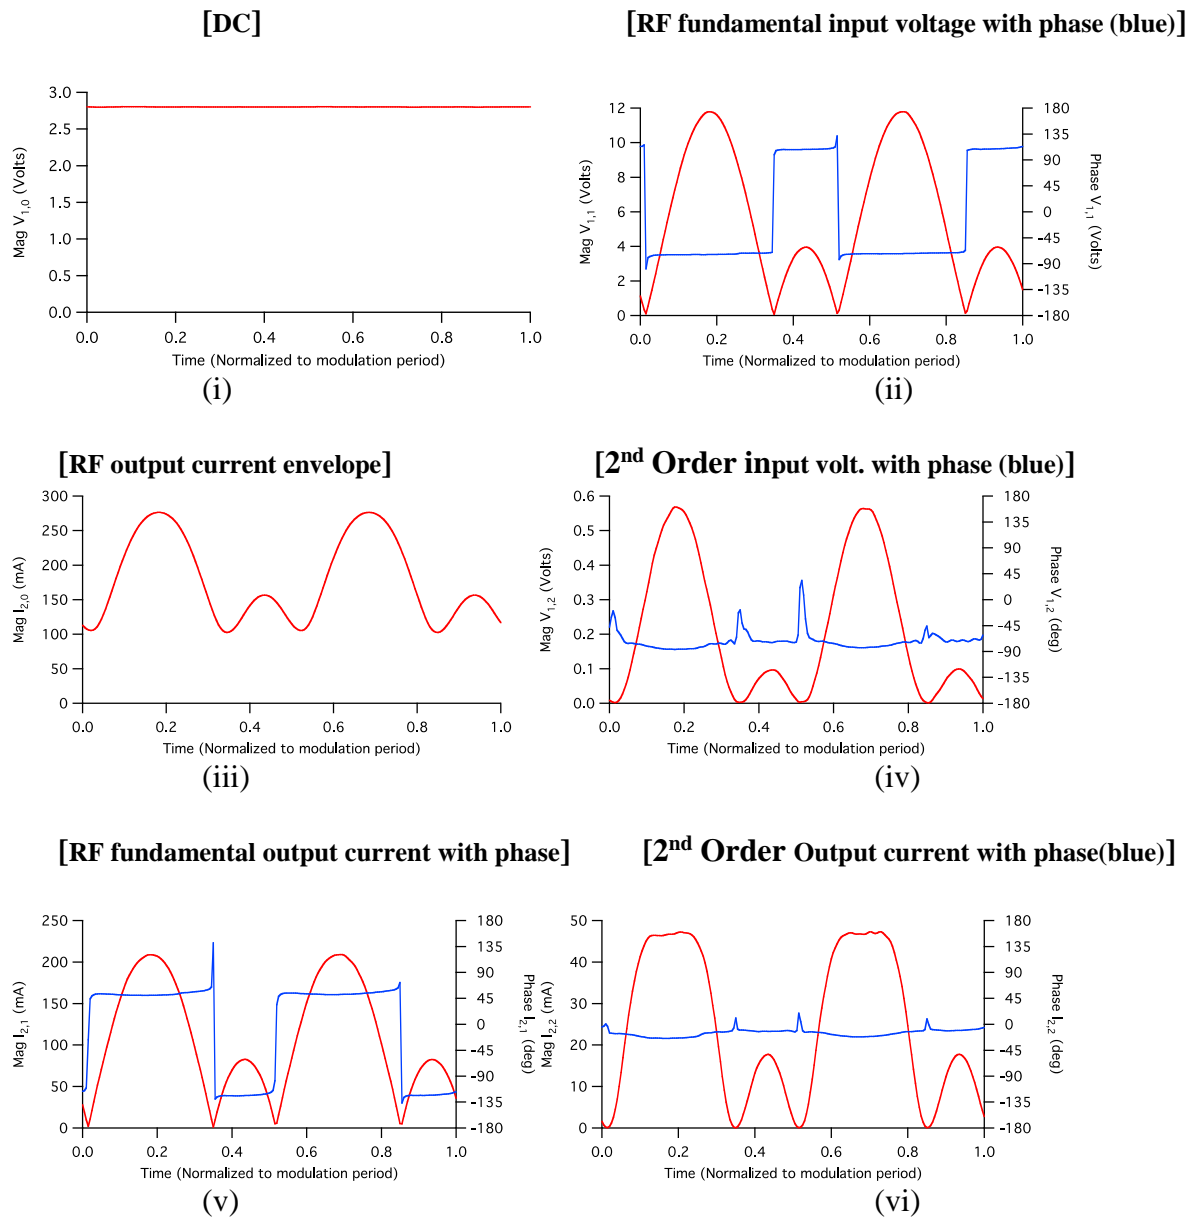 [DC]
[RF fundamental input voltage with phase (blue)]
3.0
2.5
2.0
1.5
1.0
0.5
0.0
Mag V1,0 (Volts)
0.0 0.2 0.4 0.6 0.8 1.0
Time (Normalized to modulation period)
(i)
12
10
8
6
4
2
0
Mag V1,1 (Volts)
180
135
90
45
0
-45
-90
-135
-180
Phase V1,1 (Volts)
0.0 0.2 0.4 0.6 0.8 1.0
Time (Normalized to modulation period)
(ii)
[RF output current envelope]
[2nd Order input volt. with phase (blue)]
300
250
200
150
100
50
0
Mag I2,0 (mA)
0.0 0.2 0.4 0.6 0.8 1.0
Time (Normalized to modulation period)
(iii)
0.6
0.5
0.4
0.3
0.2
0.1
0.0
Mag V1,2 (Volts)
180
135
90
45
0
-45
-90
-135
-180
Phase V1,2 (deg)
0.0 0.2 0.4 0.6 0.8 1.0
Time (Normalized to modulation period)
(iv)
[RF fundamental output current with phase]
[2nd Order Output current with phase(blue)]
250
200
150
100
50
0
Mag I2,1 (mA)
180
135
90
45
0
-45
-90
-135
-180
Phase I2,1 (deg)
0.0 0.2 0.4 0.6 0.8 1.0
Time (Normalized to modulation period)
(v)
50
40
30
20
10
0
Mag I2,2 (mA)
180
135
90
45
0
-45
-90
-135
-180
Phase I2,2 (deg)
0.0 0.2 0.4 0.6 0.8 1.0
Time (Normalized to modulation period)
(vi)